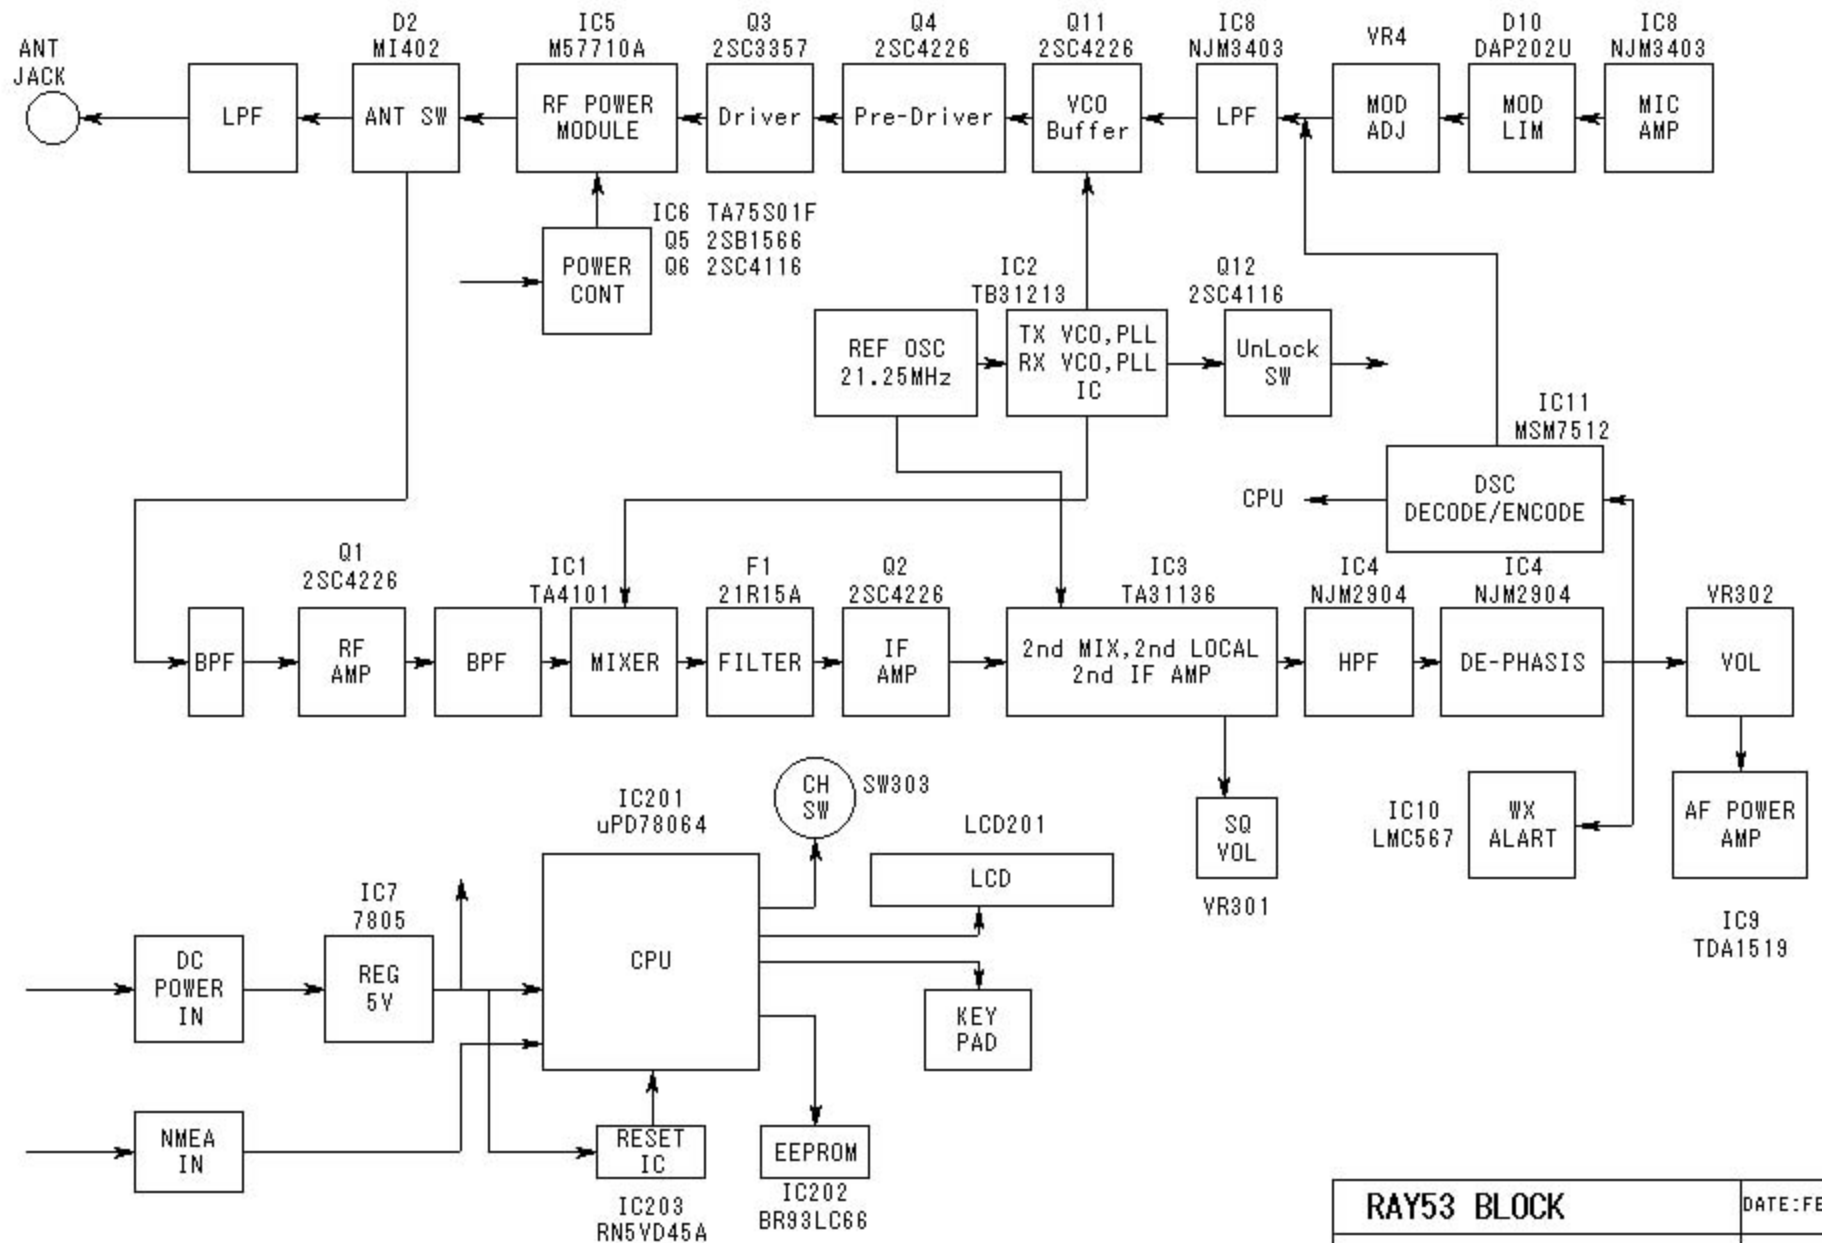 ANT
JACK
D2
MI402
IC5
M57710A
Q3
2SC3357
Q4
2SC4226
Q11
2SC4226
IC8
NJM3403
VR4
D10
DAP202U
IC8
NJM3403
LPF
ANT SW
RF POWER
MODULE
Driver
Pre-Driver
VCO
Buffer
LPF
MOD
ADJ
MOD
LIM
MIC
AMP
IC6 TA75S01F
Q5 2SB1566
Q6 2SC4116
POWER
CONT
IC2
TB31213
Q12
2SC4116
REF OSC
21.25MHz
TX VCO,PLL
RX VCO,PLL
IC
UnLock
SW
IC11
MSM7512
CPU
DSC
DECODE/ENCODE
Q1
2SC4226
IC1
TA4101
F1
21R15A
Q2
2SC4226
IC3
TA31136
IC4
NJM2904
IC4
NJM2904
VR302
BPF
RF
AMP
BPF
MIXER
FILTER
IF
AMP
2nd MIX,2nd LOCAL
2nd IF AMP
HPF
DE-PHASIS
VOL
CH
SW
SW303
IC201
uPD78064
LCD201
LCD
SQ
VOL
VR301
IC10
LMC567
WX
ALART
AF POWER
AMP
IC9
TDA1519
IC7
7805
DC
POWER
IN
REG
5V
CPU
KEY
PAD
NMEA
IN
RESET
IC
IC203
RN5VD45A
EEPROM
IC202
BR93LC66
RAY53 BLOCK
DATE:FE